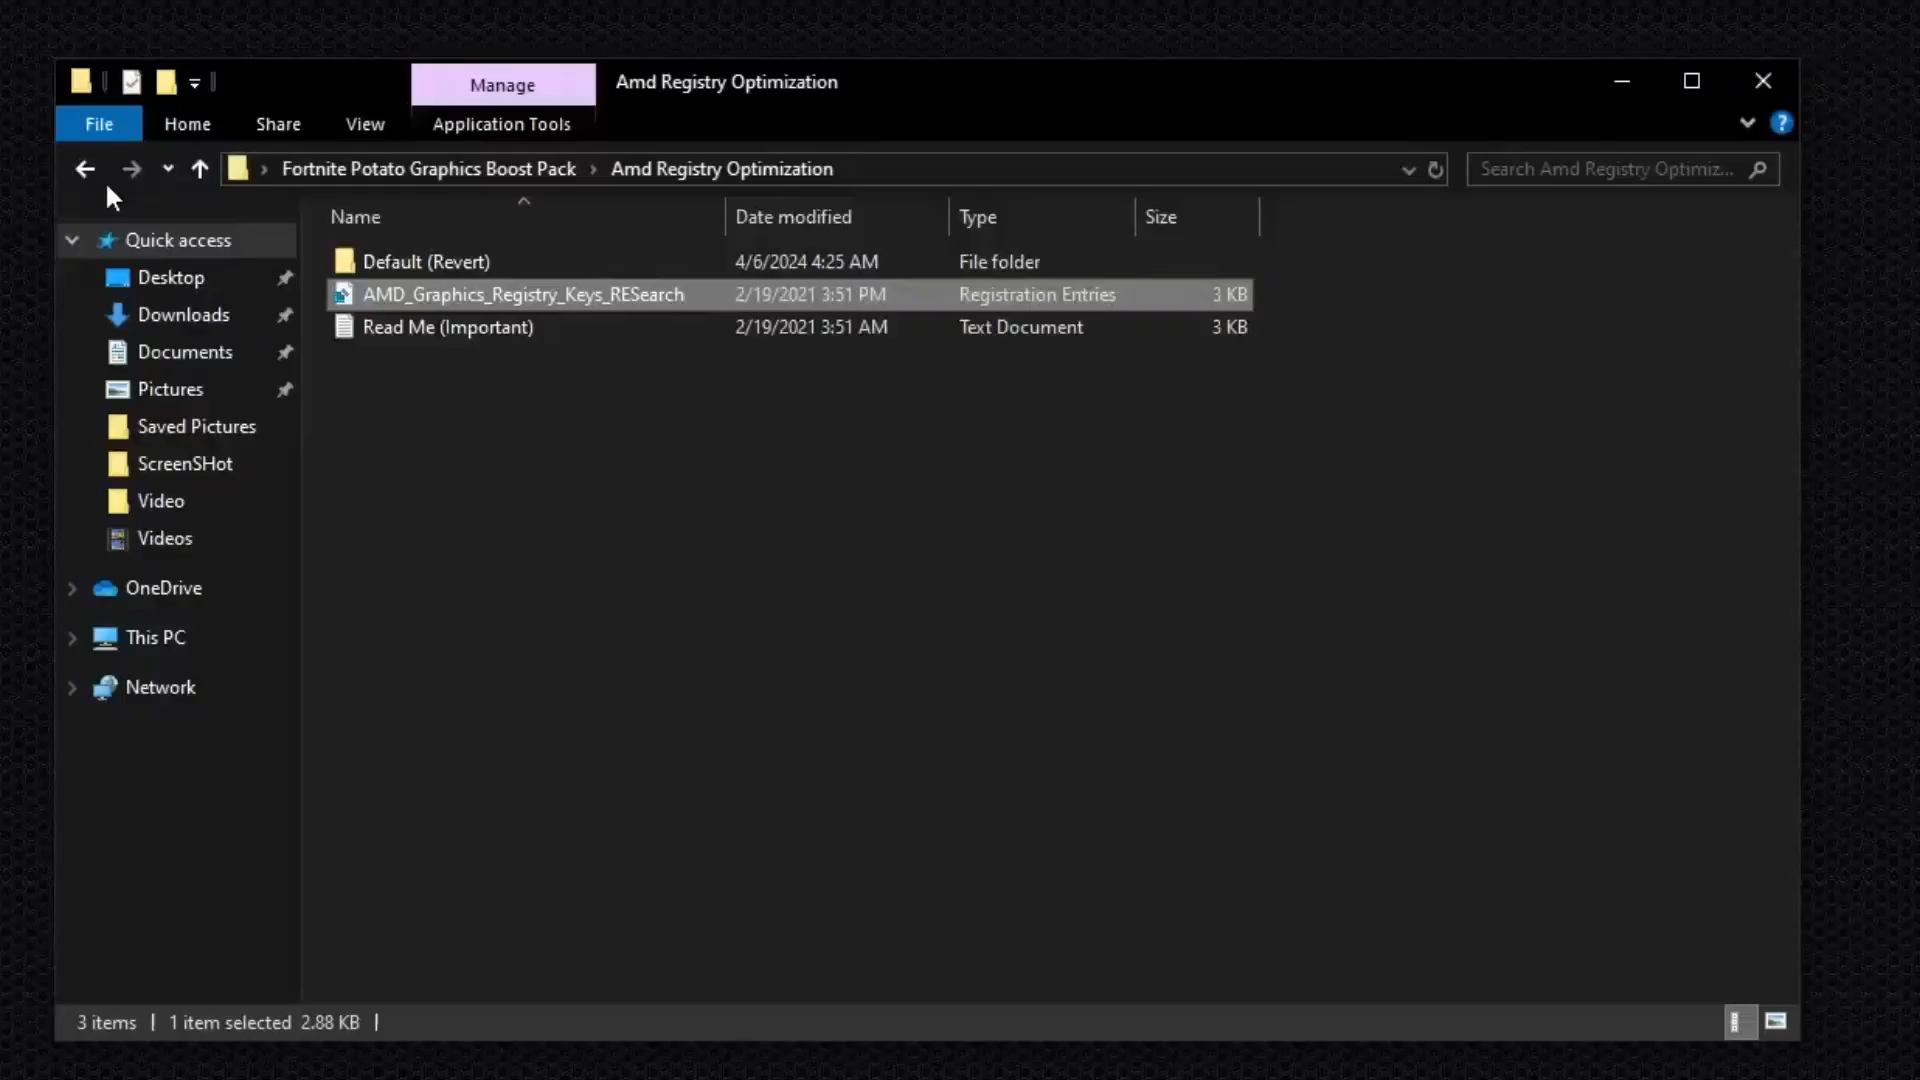 Manage
Amd Registry Optimization
File
Home
Share
View
Application Tools
?
Fortnite Potato Graphics Boost Pack
Amd Registry Optimization
Search Amd Registry Optimiz...
Name
Date modified
Type
Size
Default (Revert)
4/6/2024 4:25 AM
File folder
AMD_Graphics_Registry_Keys_RESearch
2/19/2021 3:51 PM
Registration Entries
3 KB
Read Me (Important)
2/19/2021 3:51 AM
Text Document
3 KB
Quick access
Desktop
Downloads
Documents
Pictures
Saved Pictures
ScreenSHot
Video
Videos
OneDrive
This PC
Network
3 items
1 item selected 2.88 KB